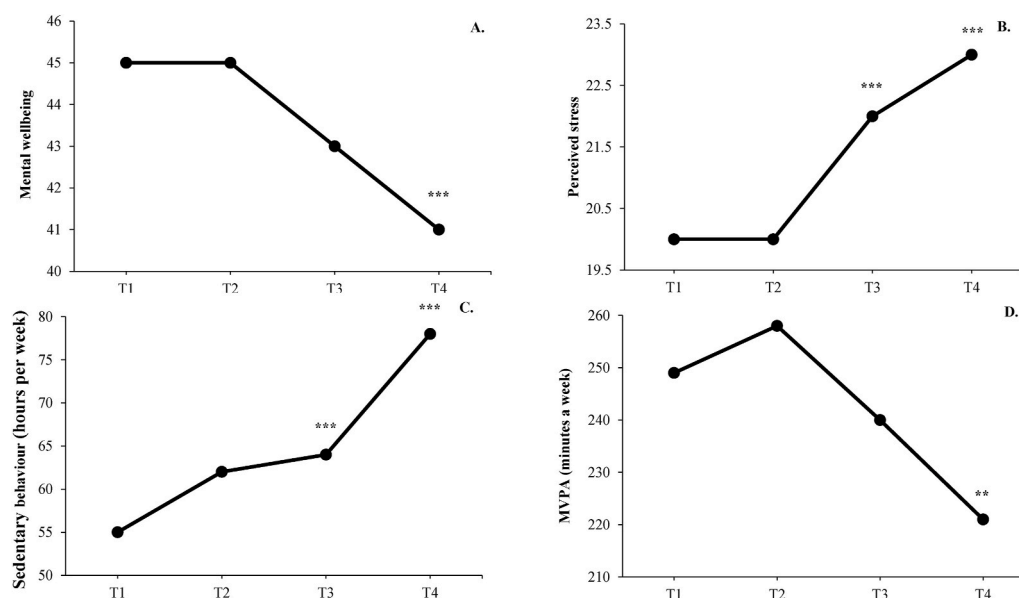 A.
Mental wellbeing
46
45
44
43
42
41
40
***
T1 T2 T3 T4
B.
Perceived stress
23.5
22.5
21.5
20.5
19.5
***
***
T1 T2 T3 T4
C.
Sedentary behaviour (hours per week)
80
75
70
65
60
55
50
***
***
T1 T2 T3 T4
D.
MVPA (minutes a week)
260
250
240
230
220
210
**
T1 T2 T3 T4